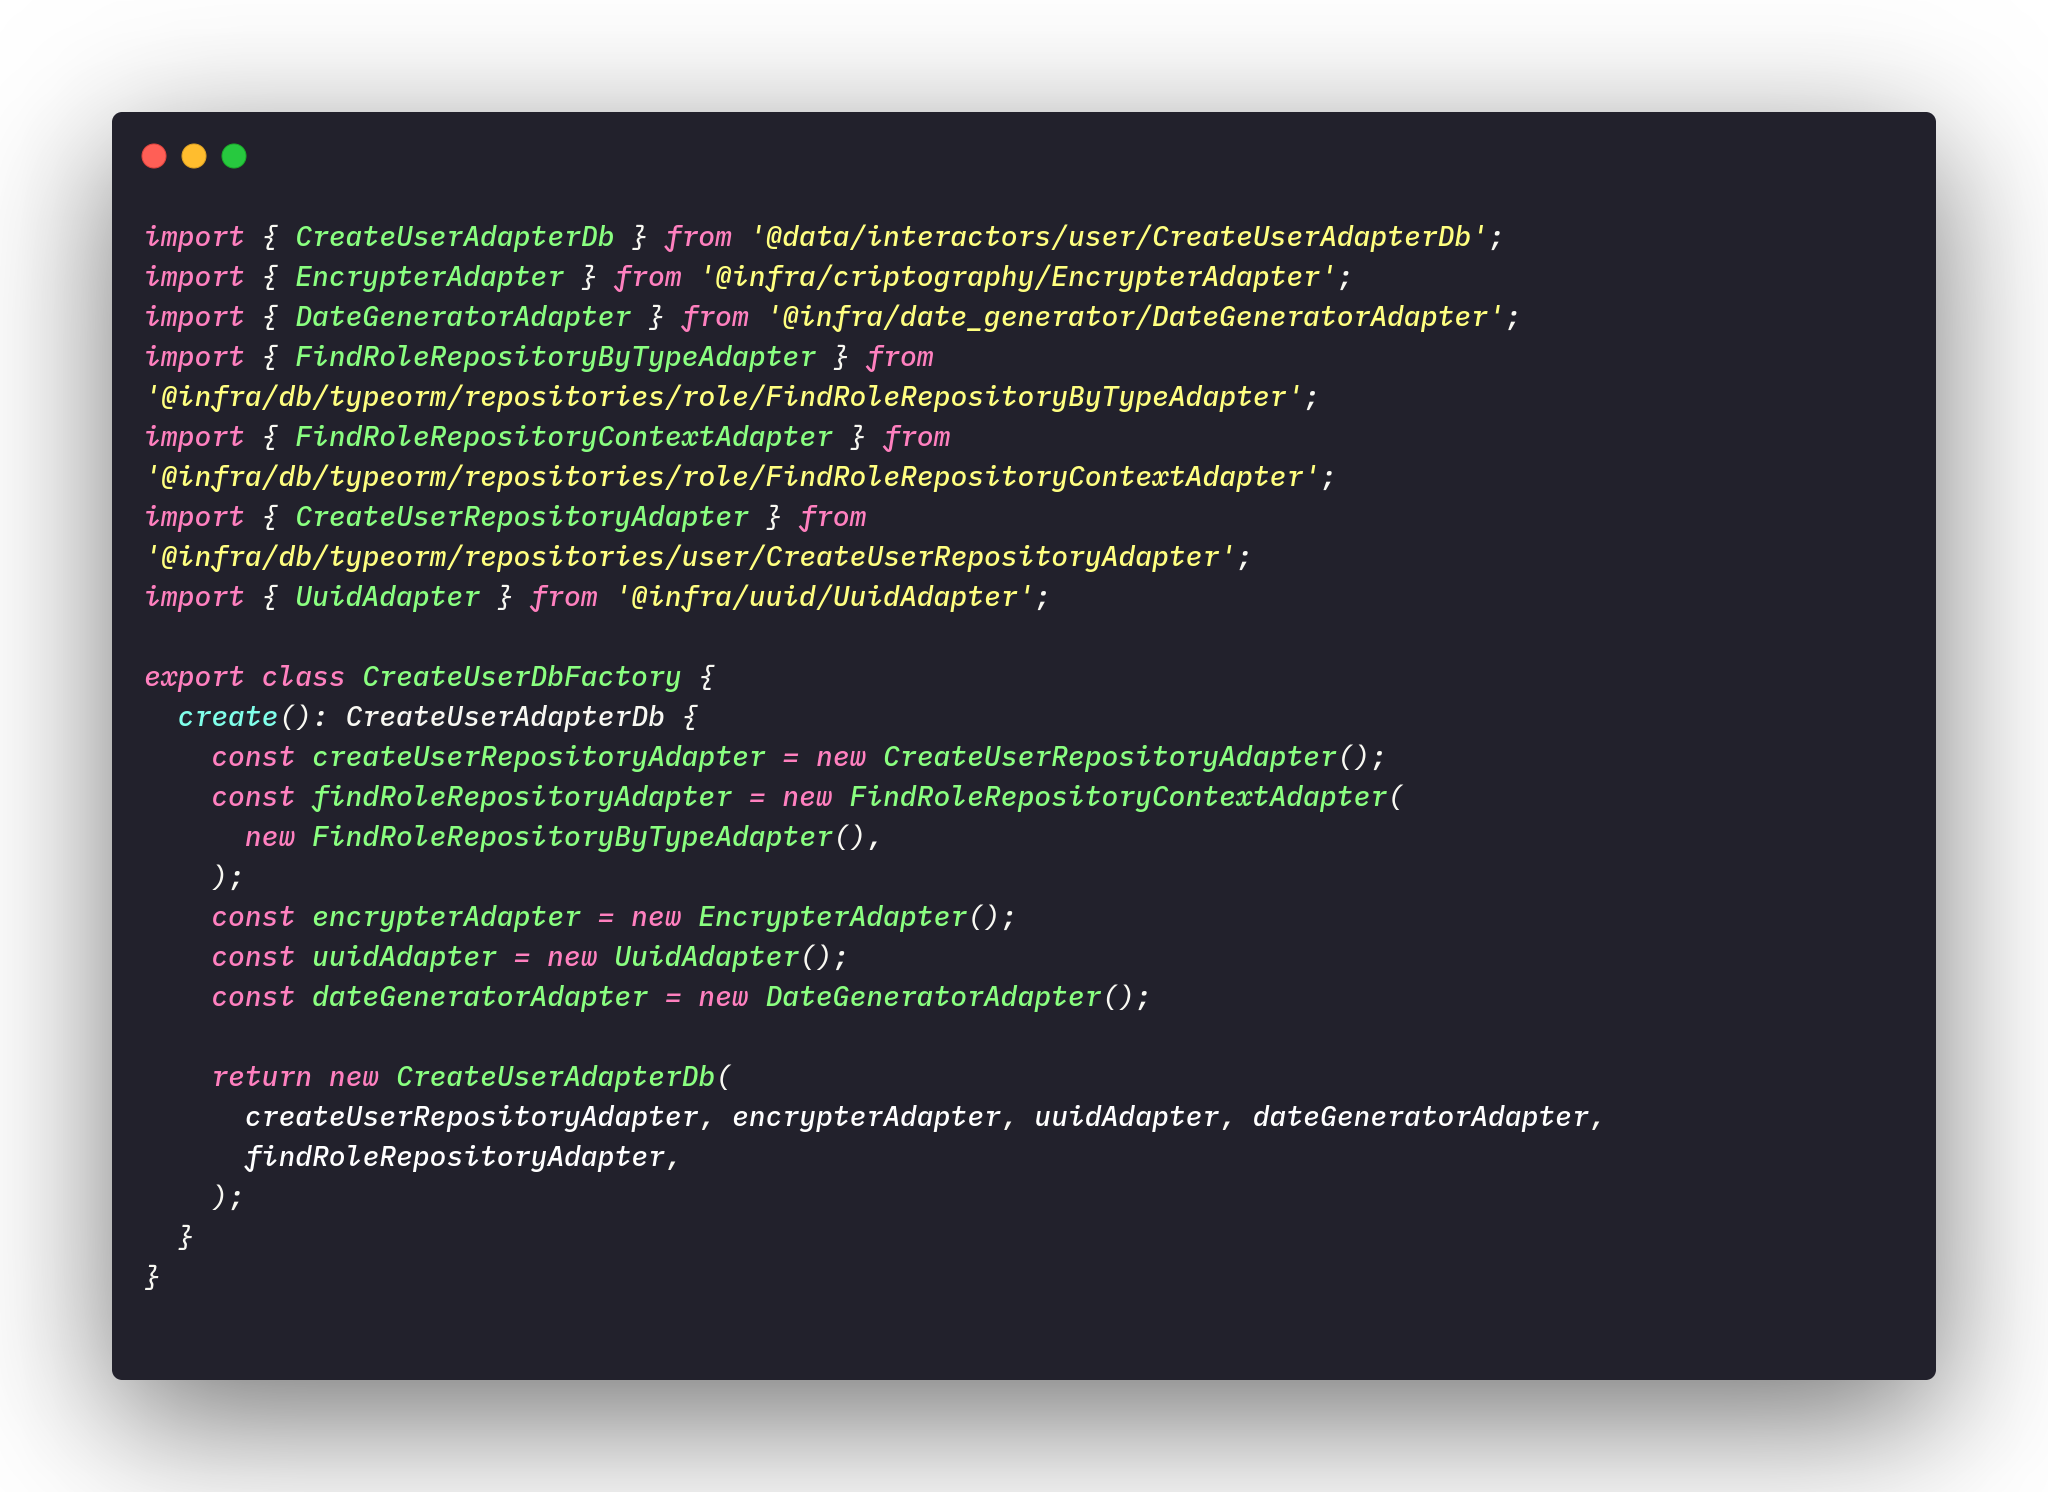 import { CreateUserAdapterDb } from '@data/interactors/user/CreateUserAdapterDb';
import { EncrypterAdapter } from '@infra/criptography/EncrypterAdapter';
import { DateGeneratorAdapter } from '@infra/date_generator/DateGeneratorAdapter';
import { FindRoleRepositoryByTypeAdapter } from
'@infra/db/typeorm/repositories/role/FindRoleRepositoryByTypeAdapter';
import { FindRoleRepositoryContextAdapter } from
'@infra/db/typeorm/repositories/role/FindRoleRepositoryContextAdapter';
import { CreateUserRepositoryAdapter } from
'@infra/db/typeorm/repositories/user/CreateUserRepositoryAdapter';
import { UuidAdapter } from '@infra/uuid/UuidAdapter';

export class CreateUserDbFactory {
  create(): CreateUserAdapterDb {
    const createUserRepositoryAdapter = new CreateUserRepositoryAdapter();
    const findRoleRepositoryAdapter = new FindRoleRepositoryContextAdapter(
      new FindRoleRepositoryByTypeAdapter(),
    );
    const encrypterAdapter = new EncrypterAdapter();
    const uuidAdapter = new UuidAdapter();
    const dateGeneratorAdapter = new DateGeneratorAdapter();

    return new CreateUserAdapterDb(
      createUserRepositoryAdapter, encrypterAdapter, uuidAdapter, dateGeneratorAdapter,
      findRoleRepositoryAdapter,
    );
  }
}